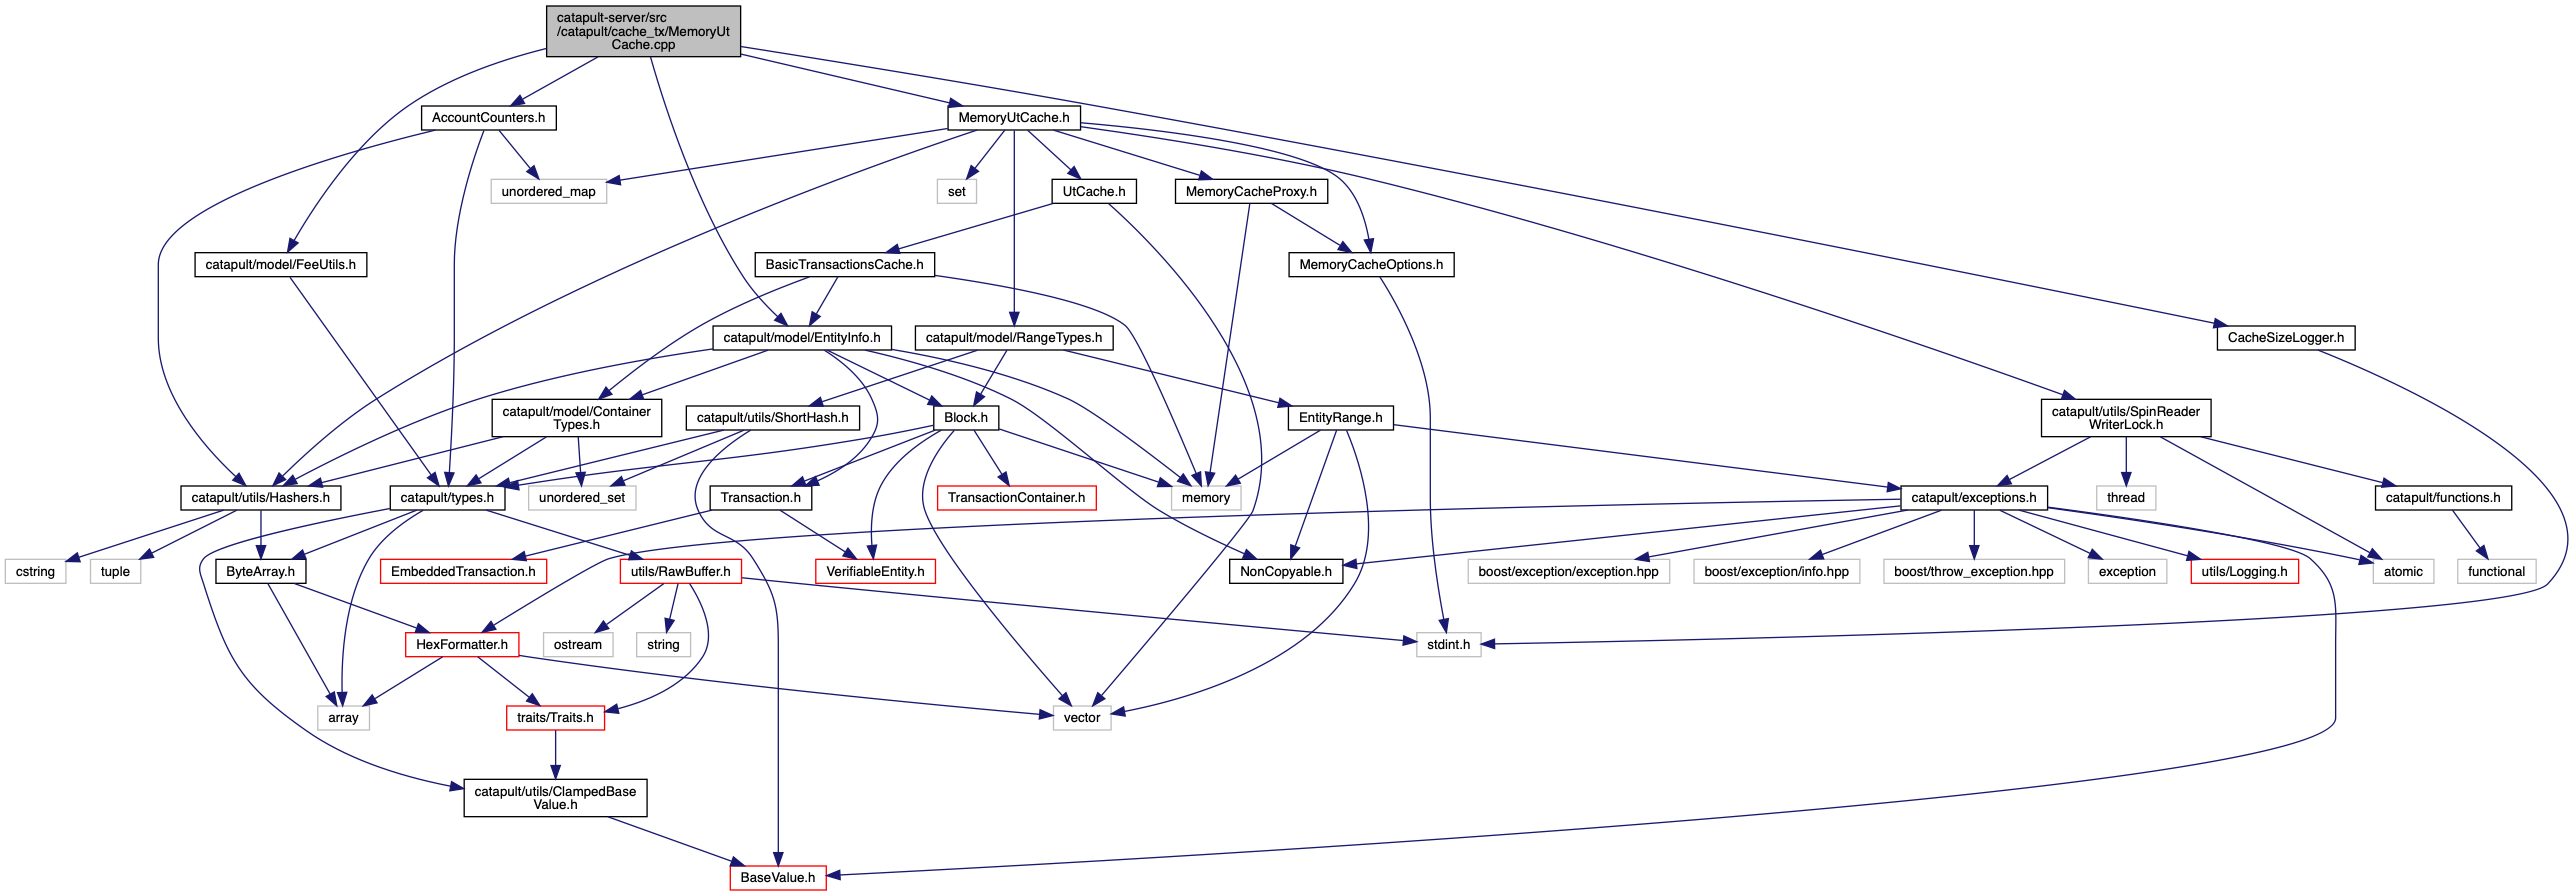 catapult-server/src
/catapult/cache_tx/MemoryUt
Cache.cpp
AccountCounters.h
MemoryUtCache.h
unordered_map
set
UtCache.h
MemoryCacheProxy.h
catapult/model/FeeUtils.h
BasicTransactionsCache.h
MemoryCacheOptions.h
catapult/model/EntityInfo.h
catapult/model/RangeTypes.h
CacheSizeLogger.h
catapult/model/Container
Types.h
catapult/utils/ShortHash.h
Block.h
EntityRange.h
catapult/utils/SpinReader
WriterLock.h
catapult/utils/Hashers.h
catapult/types.h
unordered_set
Transaction.h
TransactionContainer.h
memory
catapult/exceptions.h
thread
catapult/functions.h
cstring
tuple
ByteArray.h
EmbeddedTransaction.h
utils/RawBuffer.h
VerifiableEntity.h
NonCopyable.h
boost/exception/exception.hpp
boost/exception/info.hpp
boost/throw_exception.hpp
exception
utils/Logging.h
atomic
functional
HexFormatter.h
ostream
string
stdint.h
array
traits/Traits.h
vector
catapult/utils/ClampedBase
Value.h
BaseValue.h